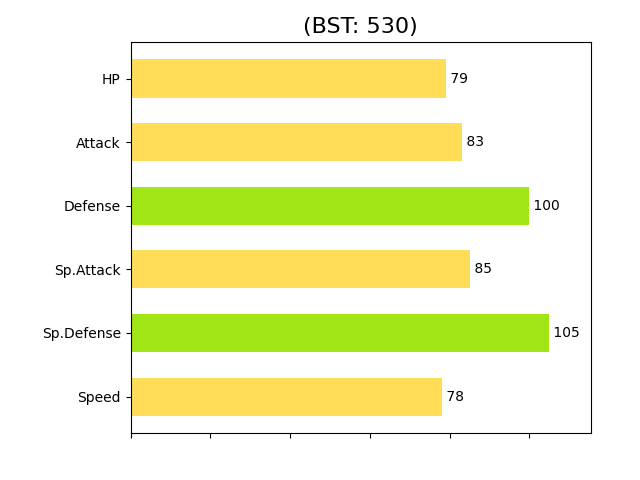 (BST: 530)
HP 79
Attack 83
Defense 100
Sp.Attack 85
Sp.Defense 105
Speed 78